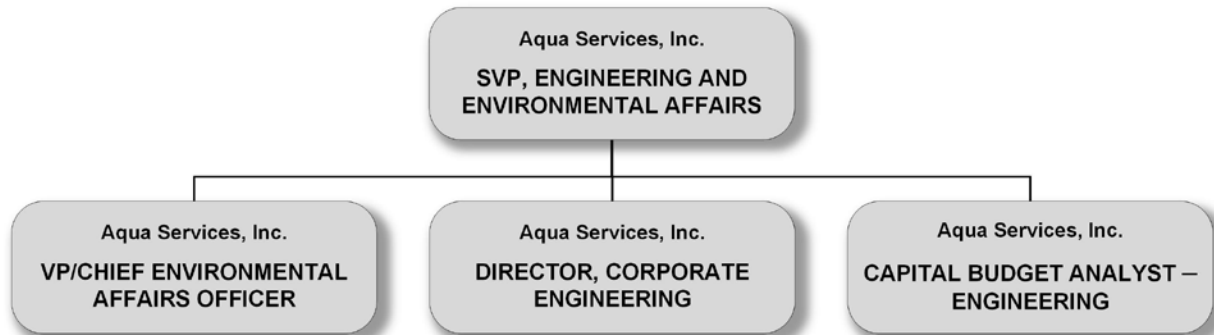 Aqua Services, Inc.
SVP, ENGINEERING AND
ENVIRONMENTAL AFFAIRS
Aqua Services, Inc.
VP/CHIEF ENVIRONMENTAL
AFFAIRS OFFICER
Aqua Services, Inc.
DIRECTOR, CORPORATE
ENGINEERING
Aqua Services, Inc.
CAPITAL BUDGET ANALYST –
ENGINEERING